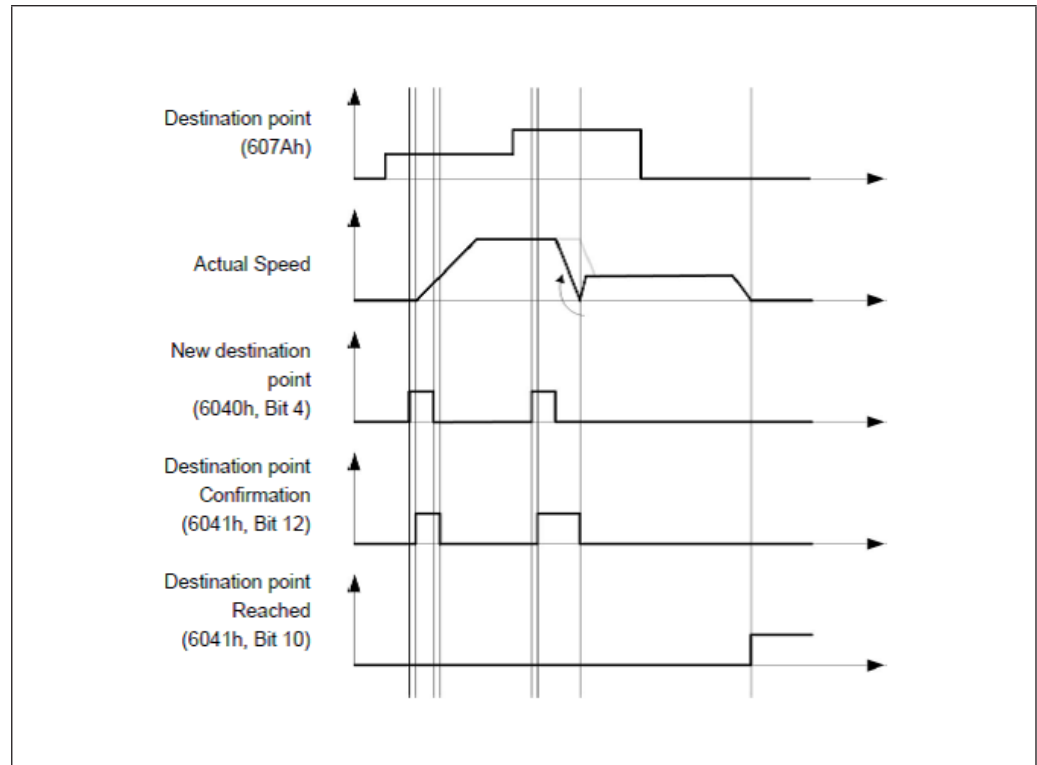 Destination point
(607Ah)
Actual Speed
New destination
point
(6040h, Bit 4)
Destination point
Confirmation
(6041h, Bit 12)
Destination point
Reached
(6041h, Bit 10)